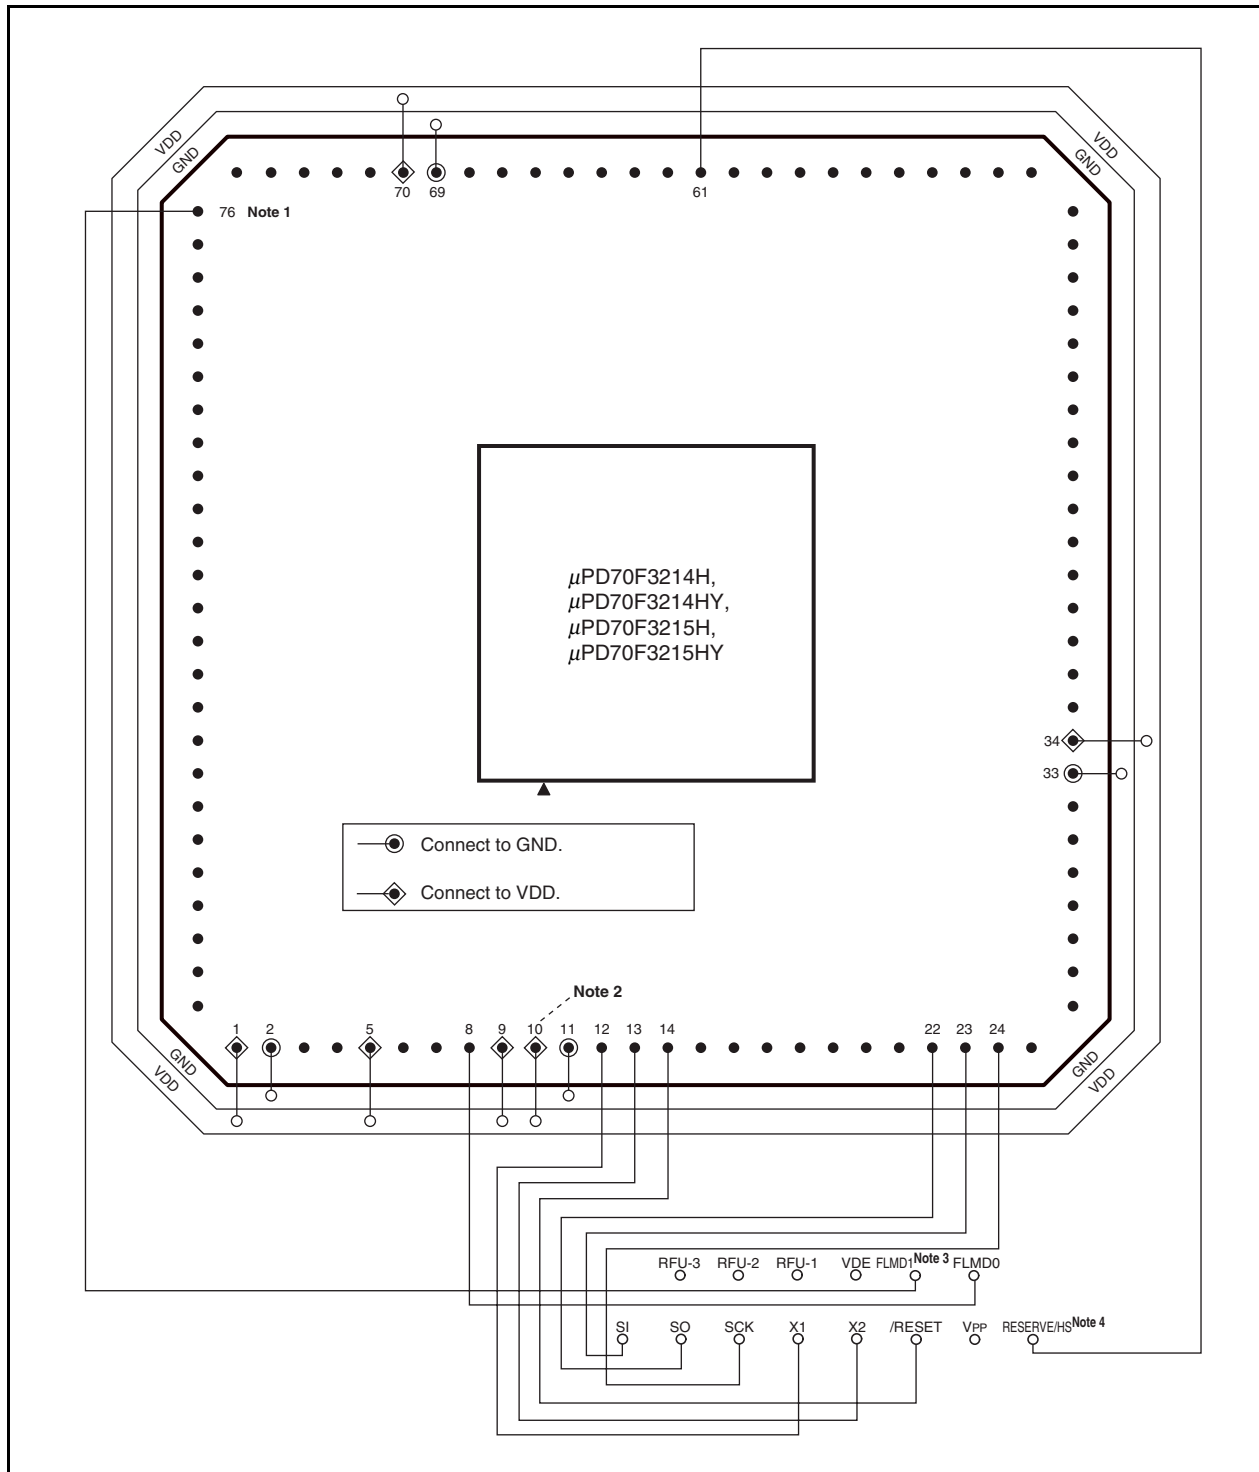 VDD
GND
VDD
GND
70
69
61
76 Note 1
μPD70F3214H,
μPD70F3214HY,
μPD70F3215H,
μPD70F3215HY
34
33
Connect to GND.
Connect to VDD.
Note 2
1
2
5
8
9
10
11
12
13
14
22
23
24
GND
VDD
GND
VDD
RFU-3 RFU-2 RFU-1 VDE FLMD1 Note 3 FLMD0
SI SO SCK X1 X2 /RESET VPP RESERVE/HS Note 4